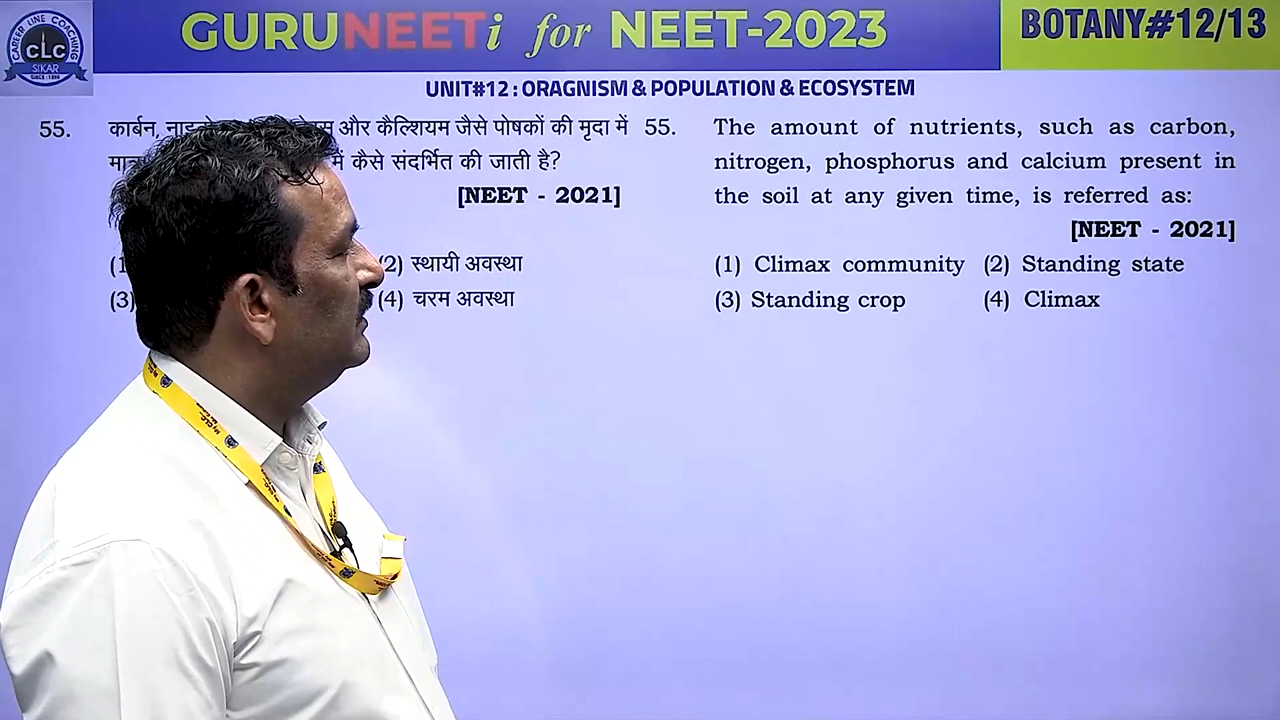 GURUNEETi for NEET-2023
BOTANY#12/13
CAREER LINE COACHING
CLC
SIKAR
SINCE : 1996
UNIT#12 : ORAGNISM & POPULATION & ECOSYSTEM
55. कार्बन, और कैल्शियम जैसे पोषकों की मृदा में
में कैसे संदर्भित की जाती है?
[NEET - 2021]
(2) स्थायी अवस्था
(3) (4) चरम अवस्था
55. The amount of nutrients, such as carbon,
nitrogen, phosphorus and calcium present in
the soil at any given time, is referred as:
[NEET - 2021]
(1) Climax community (2) Standing state
(3) Standing crop (4) Climax